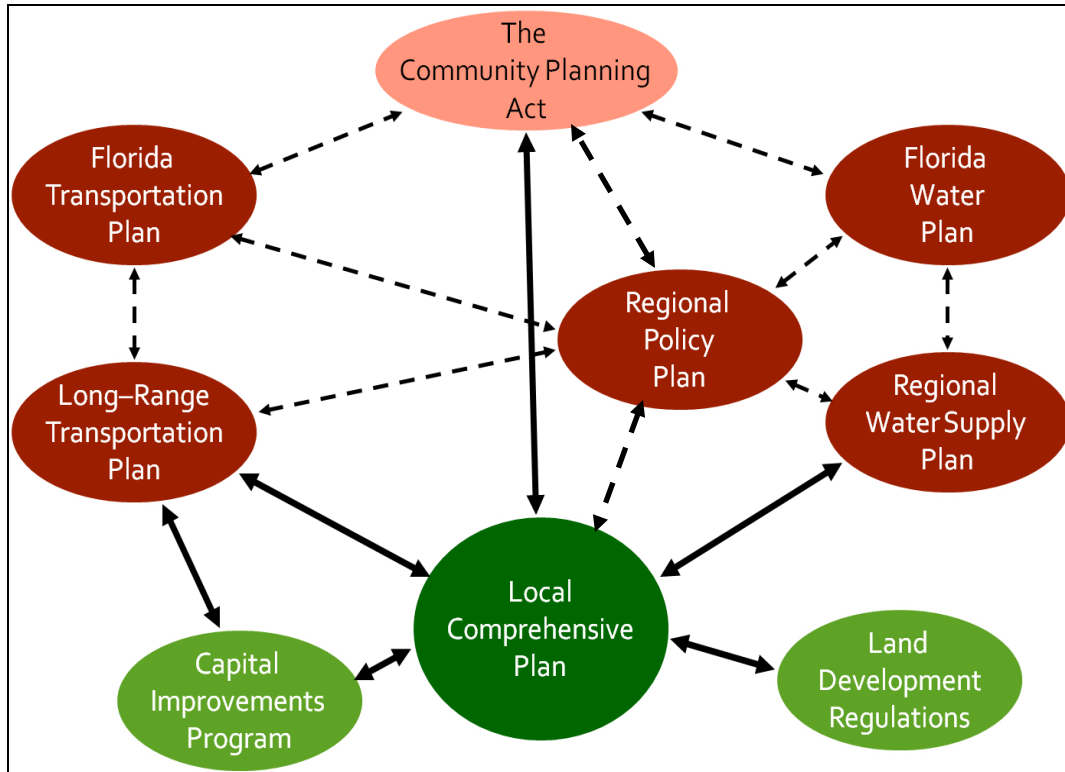 The
Community Planning
Act
Florida
Transportation
Plan
Florida
Water
Plan
Regional
Policy
Plan
Long–Range
Transportation
Plan
Regional
Water Supply
Plan
Local
Comprehensive
Plan
Capital
Improvements
Program
Land
Development
Regulations